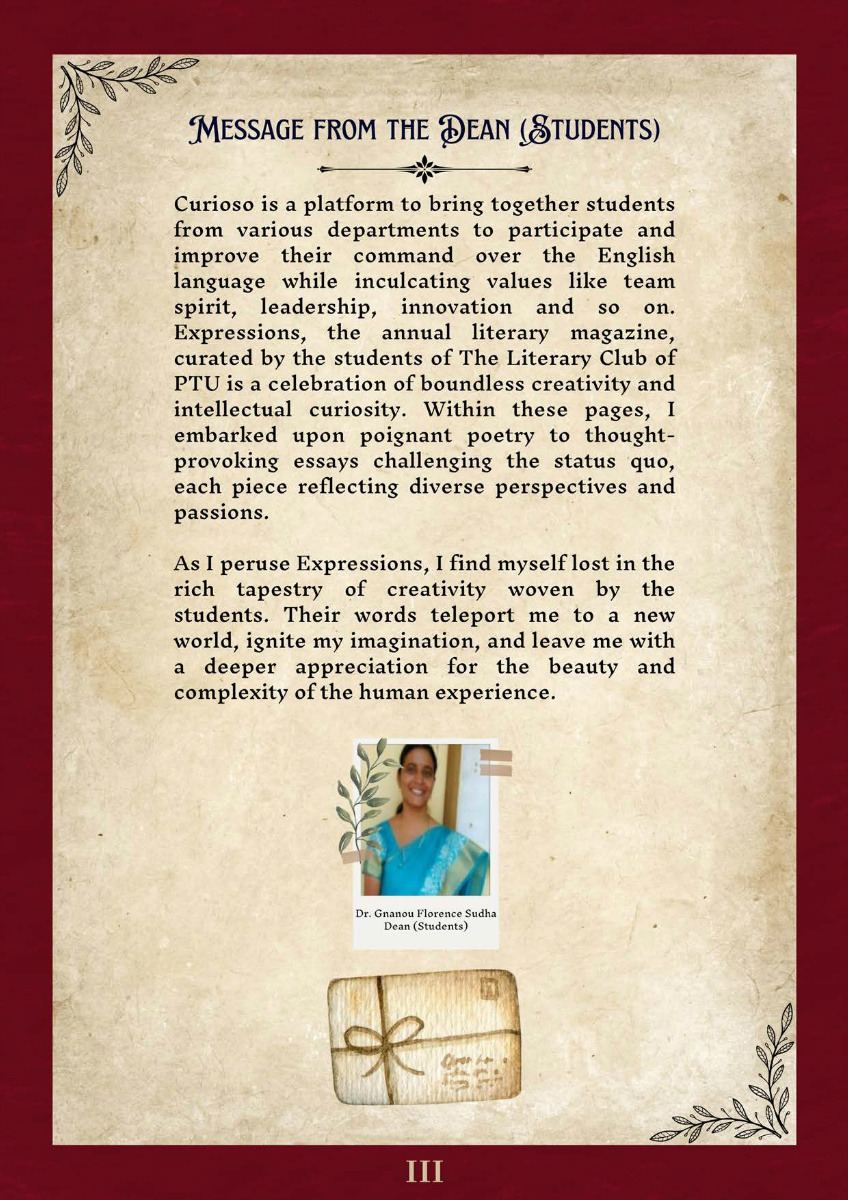 Message from the Dean (Students)
Curioso is a platform to bring together students
from various departments to participate and
improve their command over the English
language while inculcating values like team
spirit, leadership, innovation and so on.
Expressions, the annual literary magazine,
curated by the students of The Literary Club of
PTU is a celebration of boundless creativity and
intellectual curiosity. Within these pages, I
embarked upon poignant poetry to thought-
provoking essays challenging the status quo,
each piece reflecting diverse perspectives and
passions.
As I peruse Expressions, I find myself lost in the
rich tapestry of creativity woven by the
students. Their words teleport me to a new
world, ignite my imagination, and leave me with
a deeper appreciation for the beauty and
complexity of the human experience.
Dr. Gnanou Florence Sudha
Dean (Students)
III